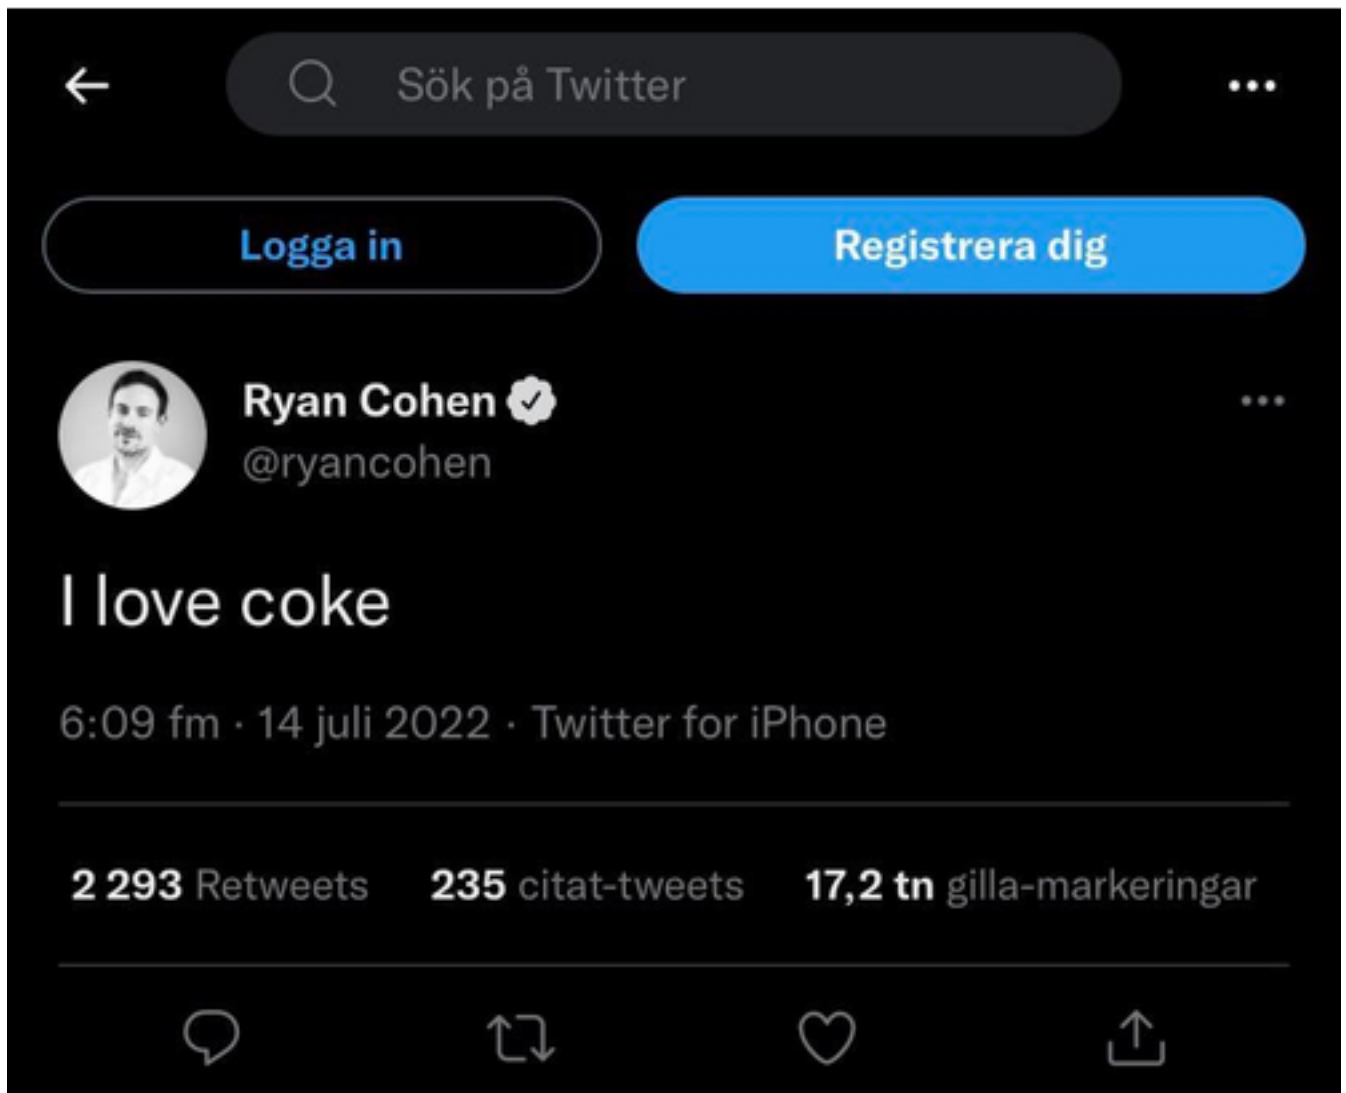 Sök på Twitter
Logga in
Registrera dig
Ryan Cohen
@ryancohen
I love coke
6:09 fm · 14 juli 2022 · Twitter for iPhone
2 293 Retweets 235 citat-tweets 17,2 tn gilla-markeringar